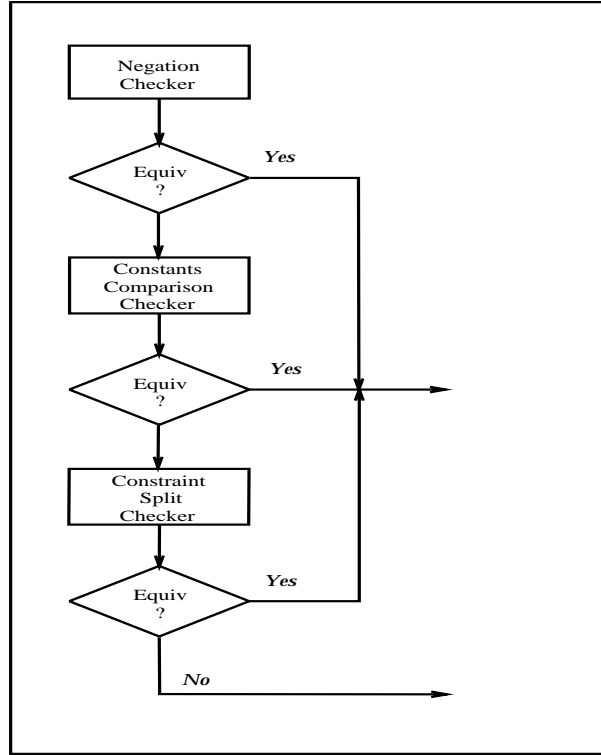 Negation
Checker
Yes
Equiv
?
Constants
Comparison
Checker
Yes
Equiv
?
Constraint
Split
Checker
Yes
Equiv
?
No